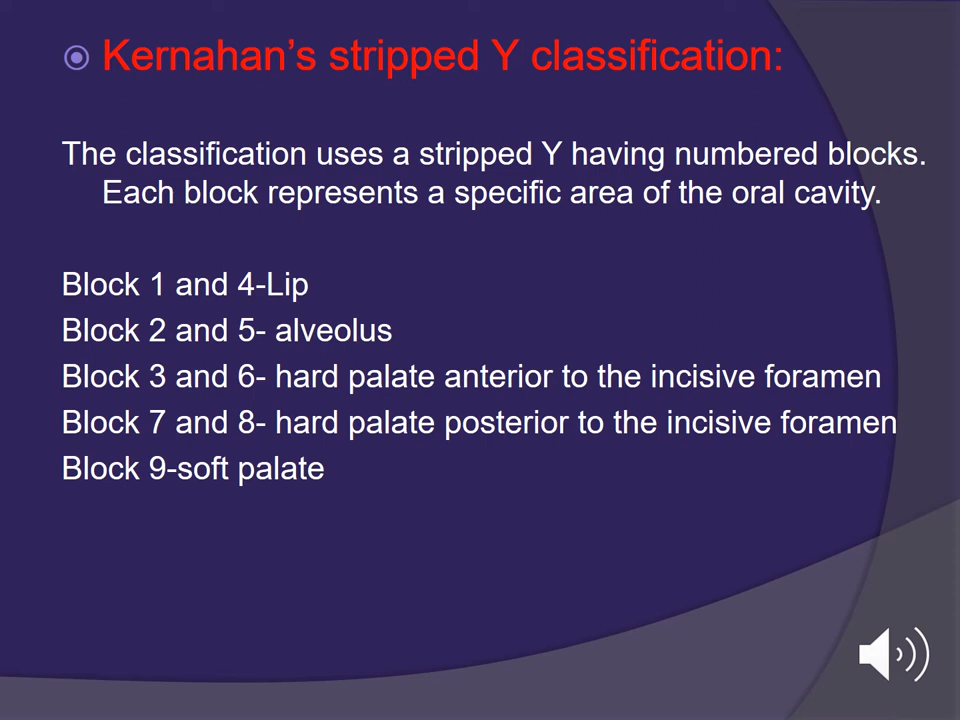 Kernahan’s stripped Y classification:
The classification uses a stripped Y having numbered blocks.
Each block represents a specific area of the oral cavity.
Block 1 and 4-Lip
Block 2 and 5- alveolus
Block 3 and 6- hard palate anterior to the incisive foramen
Block 7 and 8- hard palate posterior to the incisive foramen
Block 9-soft palate